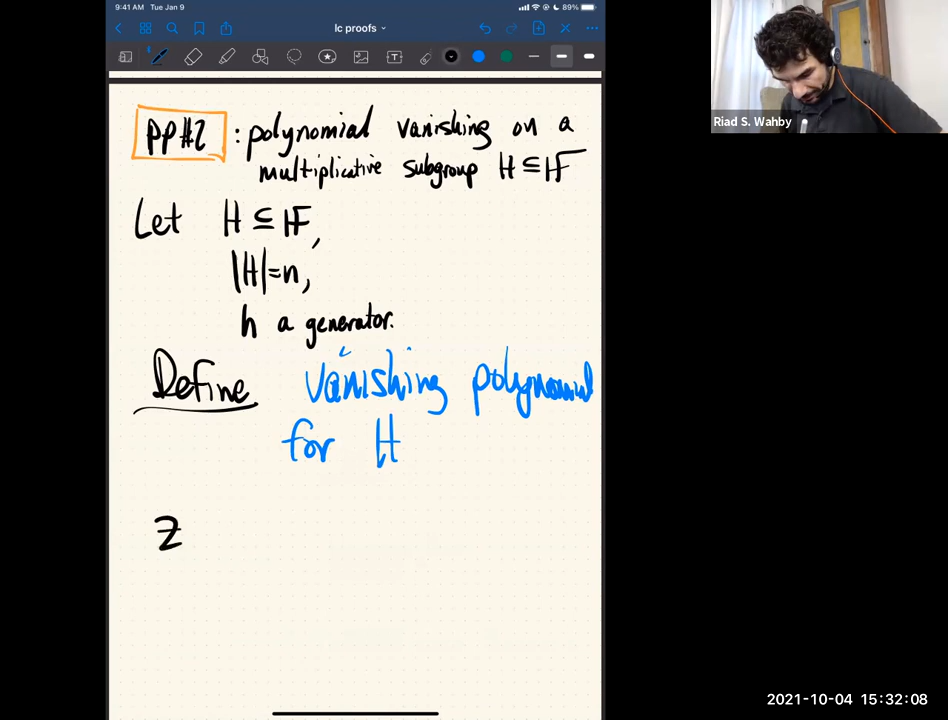 9:41 AM Tue Jan 9
89%
lc proofs
PP#2 : polynomial vanishing on a
multiplicative subgroup H ⊆ F
Let H ⊆ F,
|H|=n,
h a generator.
Define vanishing polynomial
for H
Z
Riad S. Wahby
2021-10-04 15:32:08